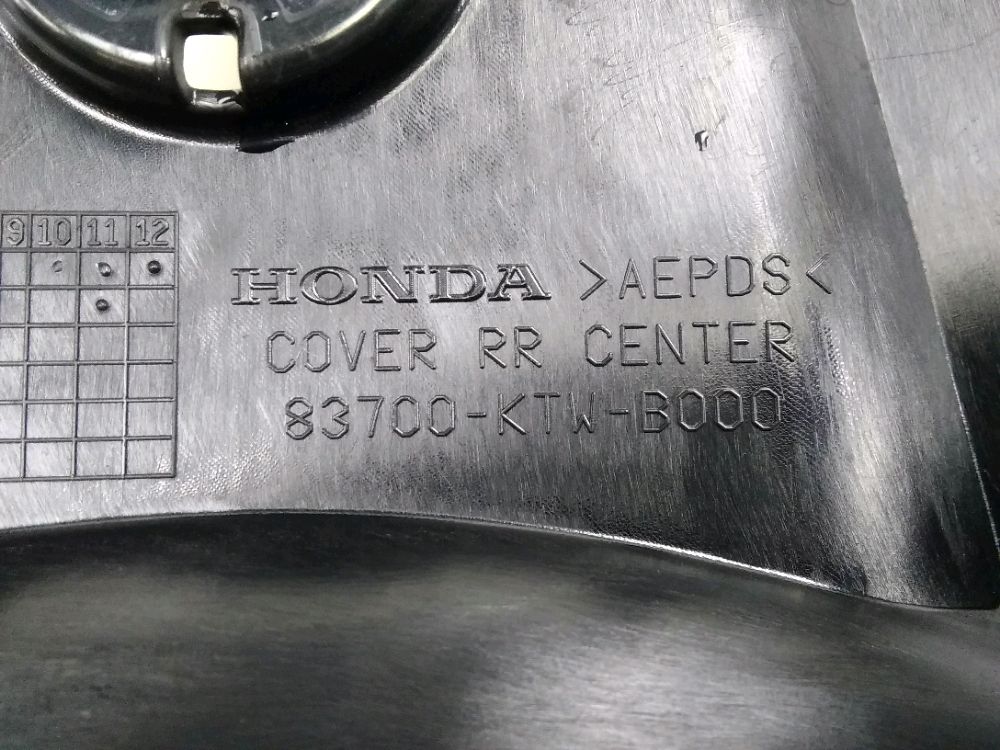 9 10 11 12
HONDA >AEPDS<
COVER RR CENTER
83700-KTW-B000